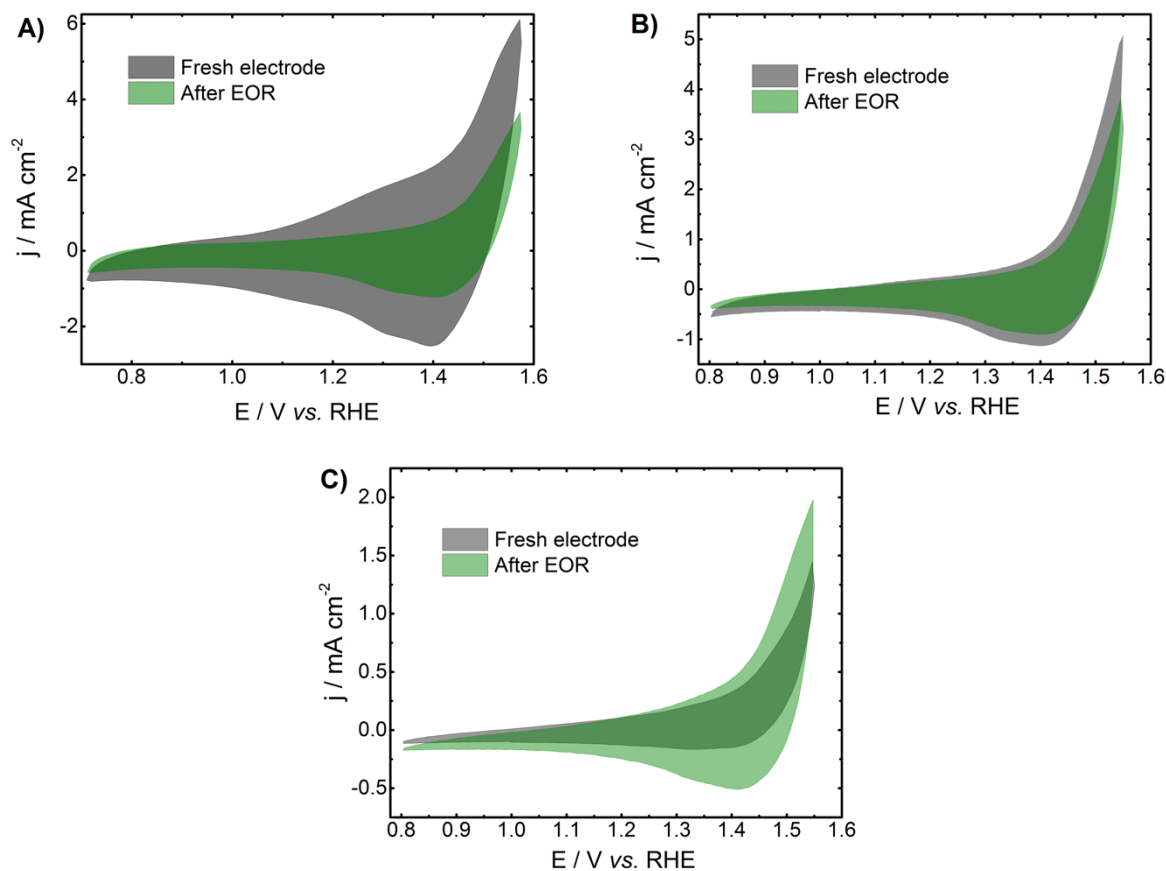 A)
6
4
2
0
-2
j / mA cm⁻²
Fresh electrode
After EOR
0.8 1.0 1.2 1.4 1.6
E / V vs. RHE
B)
5
4
3
2
1
0
-1
j / mA cm⁻²
Fresh electrode
After EOR
0.8 0.9 1.0 1.1 1.2 1.3 1.4 1.5 1.6
E / V vs. RHE
C)
2.0
1.5
1.0
0.5
0.0
-0.5
j / mA cm⁻²
Fresh electrode
After EOR
0.8 0.9 1.0 1.1 1.2 1.3 1.4 1.5 1.6
E / V vs. RHE